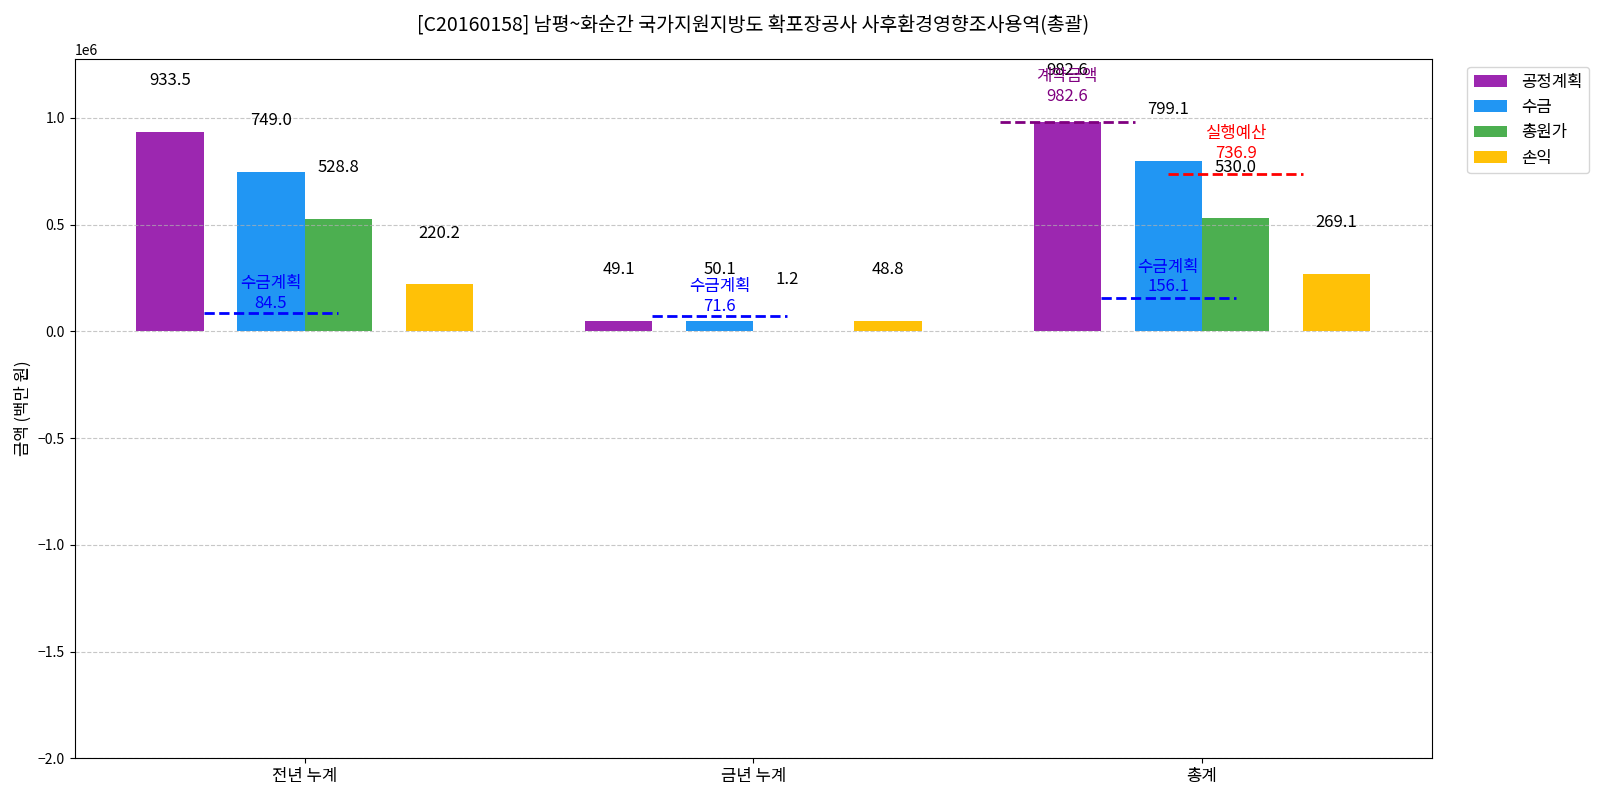 [C20160158] 남평~화순간 국가지원지방도 확포장공사 사후환경영향조사용역(총괄)
1e6
금액 (백만 원)
1.0
0.5
0.0
−0.5
−1.0
−1.5
−2.0
933.5
749.0
528.8
220.2
수금계획
84.5
49.1
50.1
1.2
48.8
수금계획
71.6
982.6
계약금액
982.6
799.1
실행예산
736.9
530.0
269.1
수금계획
156.1
전년 누계
금년 누계
총계
공정계획
수금
총원가
손익